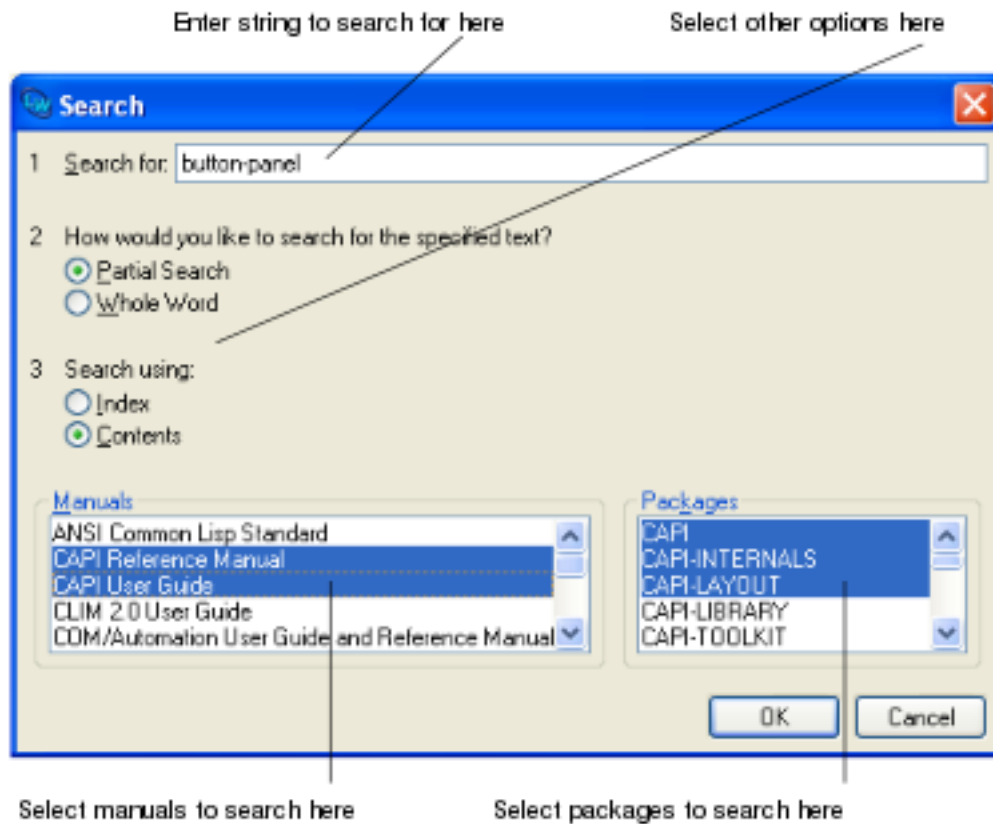 Enter string to search for here
Select other options here
Search
1 Search for: button-panel
2 How would you like to search for the specified text?
Partial Search
Whole Word
3 Search using:
Index
Contents
Manuals
ANSI Common Lisp Standard
CAPI Reference Manual
CAPI User Guide
CLIM 2.0 User Guide
COM/Automation User Guide and Reference Manual
Packages
CAPI
CAPI-INTERNALS
CAPI-LAYOUT
CAPI-LIBRARY
CAPI-TOOLKIT
OK
Cancel
Select manuals to search here
Select packages to search here